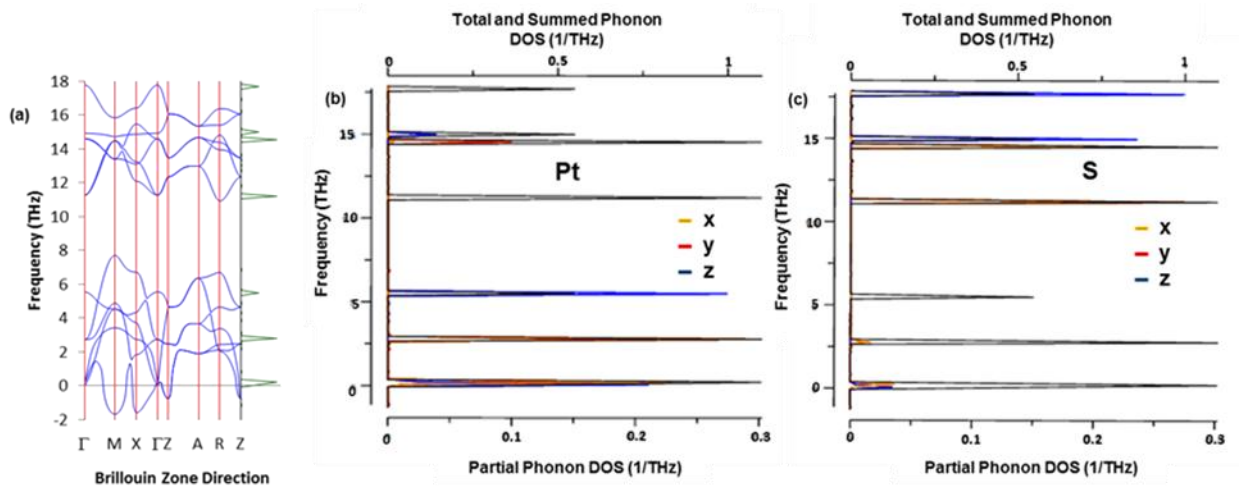 (a)
18
16
14
12
10
8
6
4
2
0
-2
Frequency (THz)
Γ M X Γ Z A R Z
Brillouin Zone Direction
Total and Summed Phonon
DOS (1/THz)
0 0.5 1
(b)
15
10
5
0
Frequency (THz)
Pt
x
y
z
0 0.1 0.2 0.3
Partial Phonon DOS (1/THz)
Total and Summed Phonon
DOS (1/THz)
0 0.5 1
(c)
15
10
5
0
Frequency (THz)
S
x
y
z
0 0.1 0.2 0.3
Partial Phonon DOS (1/THz)